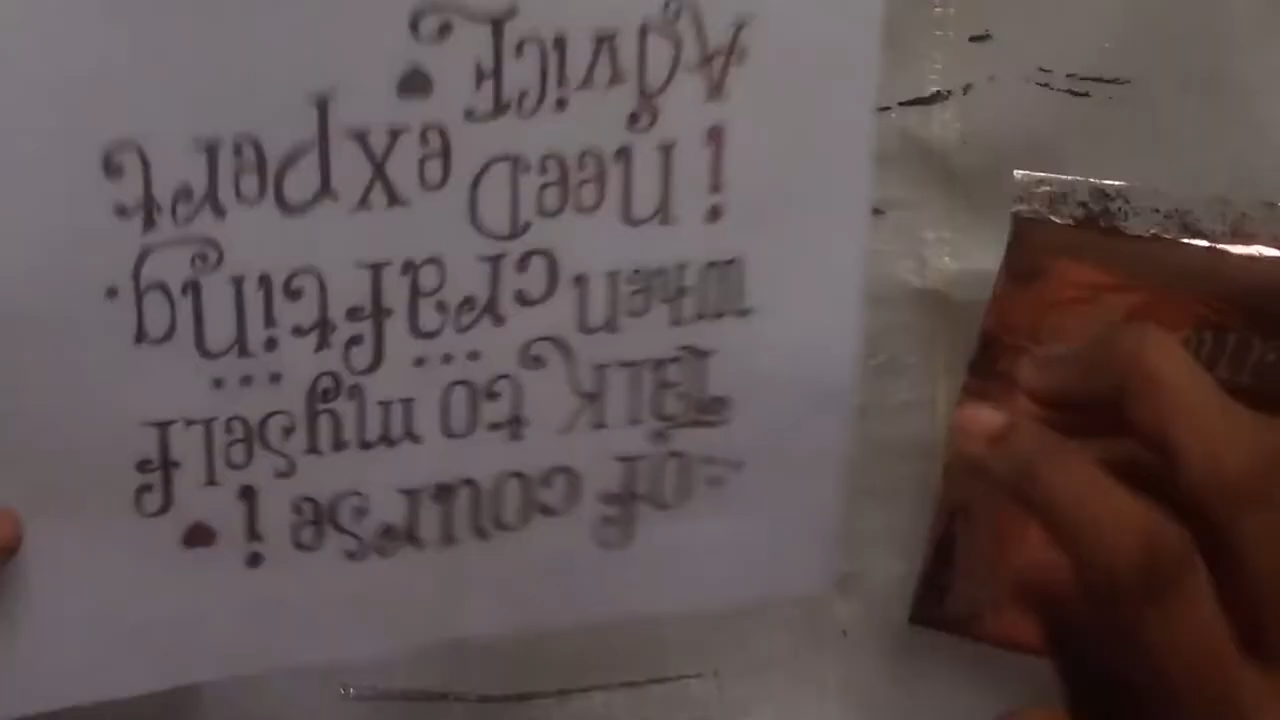 of course i
Talk to myself
when crafting.
i neeD expert
AdvicE